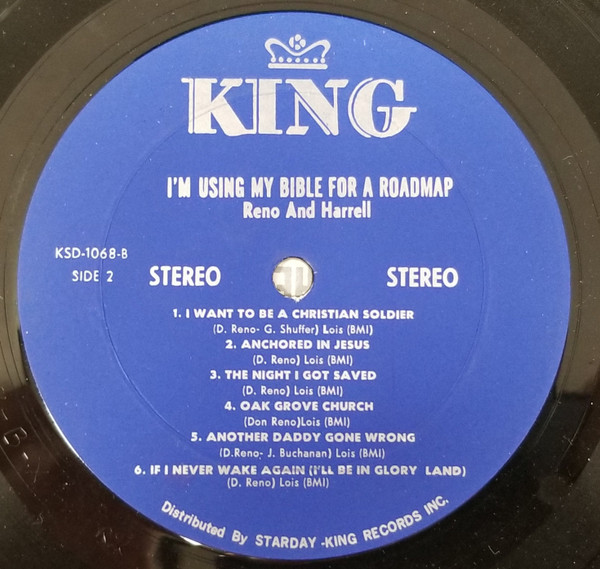 KING
I'M USING MY BIBLE FOR A ROADMAP
Reno And Harrell
KSD-1068-B
SIDE 2
STEREO STEREO
1. I WANT TO BE A CHRISTIAN SOLDIER
(D. Reno- G. Shuffer) Lois (BMI)
2. ANCHORED IN JESUS
(D. Reno) Lois (BMI)
3. THE NIGHT I GOT SAVED
(D. Reno) Lois (BMI)
4. OAK GROVE CHURCH
(Don Reno)Lois (BMI)
5. ANOTHER DADDY GONE WRONG
(D.Reno- J. Buchanan) Lois (BMI)
6. IF I NEVER WAKE AGAIN (I'LL BE IN GLORY LAND)
(D. Reno) Lois (BMI)
Distributed By STARDAY -KING RECORDS INC.